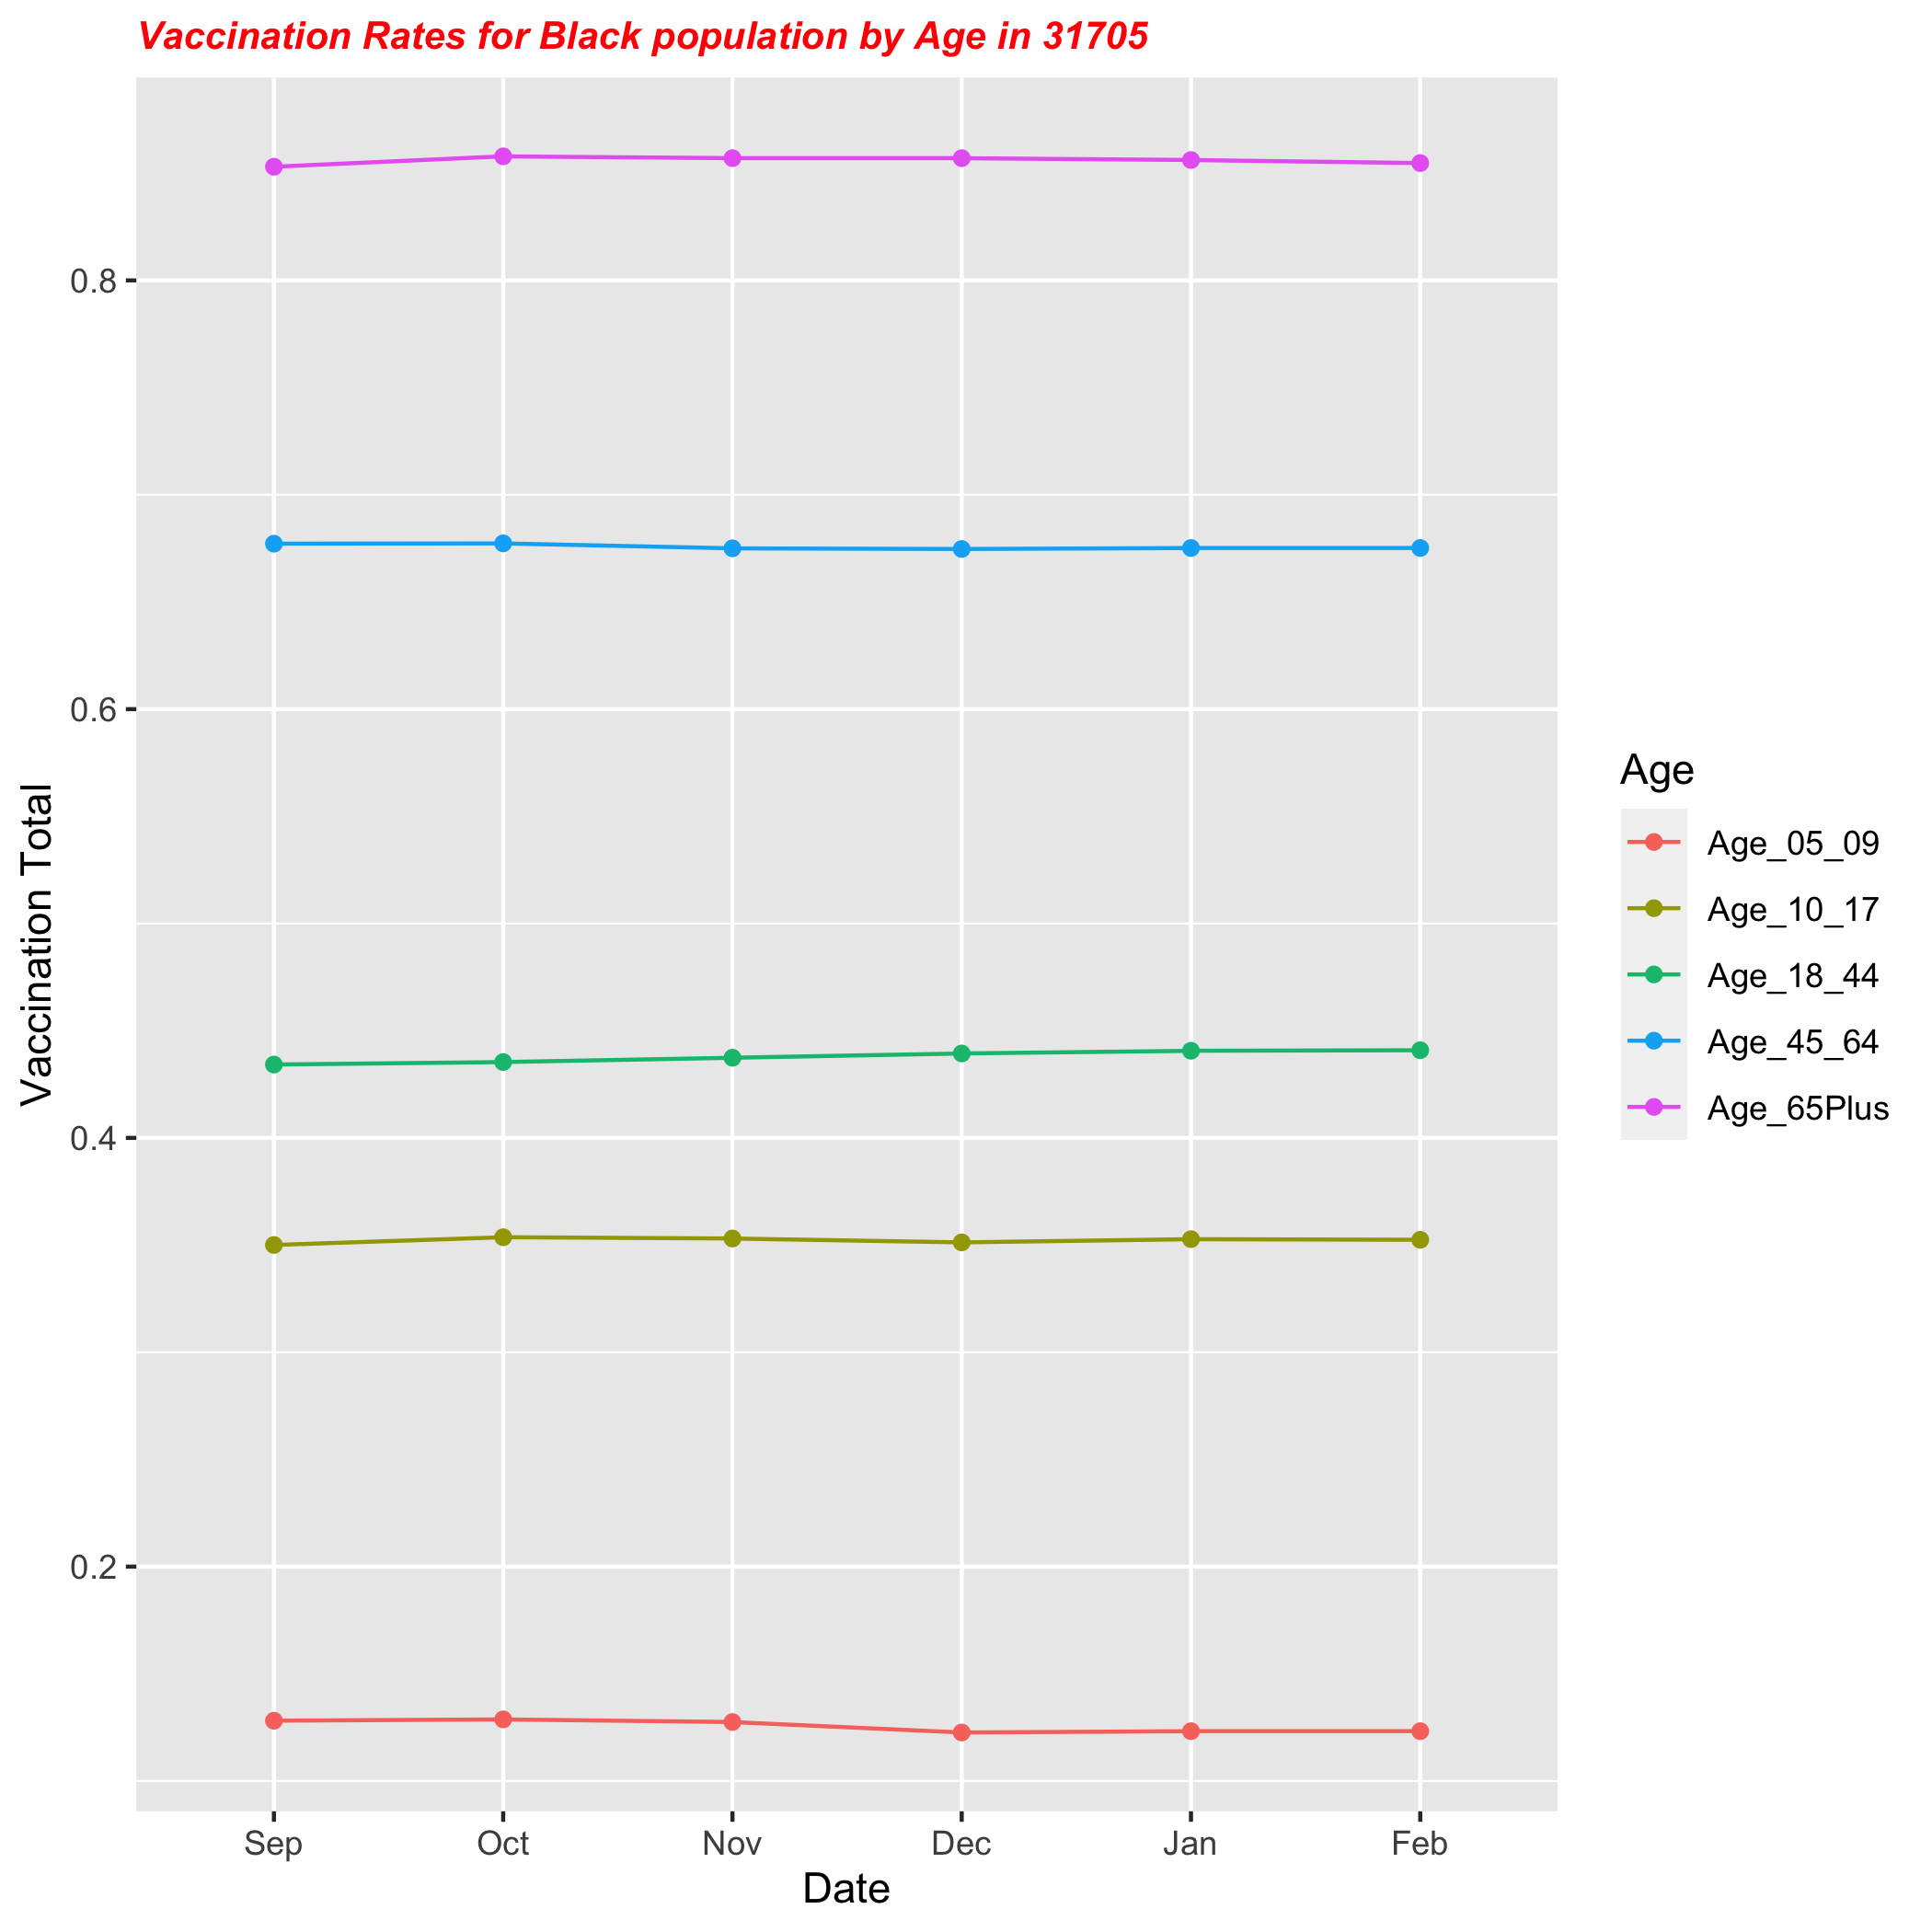 Vaccination Rates for Black population by Age in 31705
Vaccination Total
0.8
0.6
0.4
0.2
Sep Oct Nov Dec Jan Feb
Date
Age
Age_05_09
Age_10_17
Age_18_44
Age_45_64
Age_65Plus